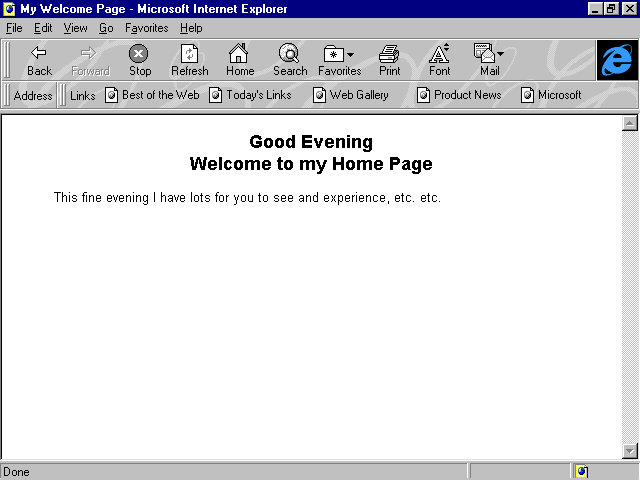 My Welcome Page - Microsoft Internet Explorer
File Edit View Go Favorites Help
Back Forward Stop Refresh Home Search Favorites Print Font Mail
Address Links Best of the Web Today's Links Web Gallery Product News Microsoft
Good Evening
Welcome to my Home Page
This fine evening I have lots for you to see and experience, etc. etc.
Done